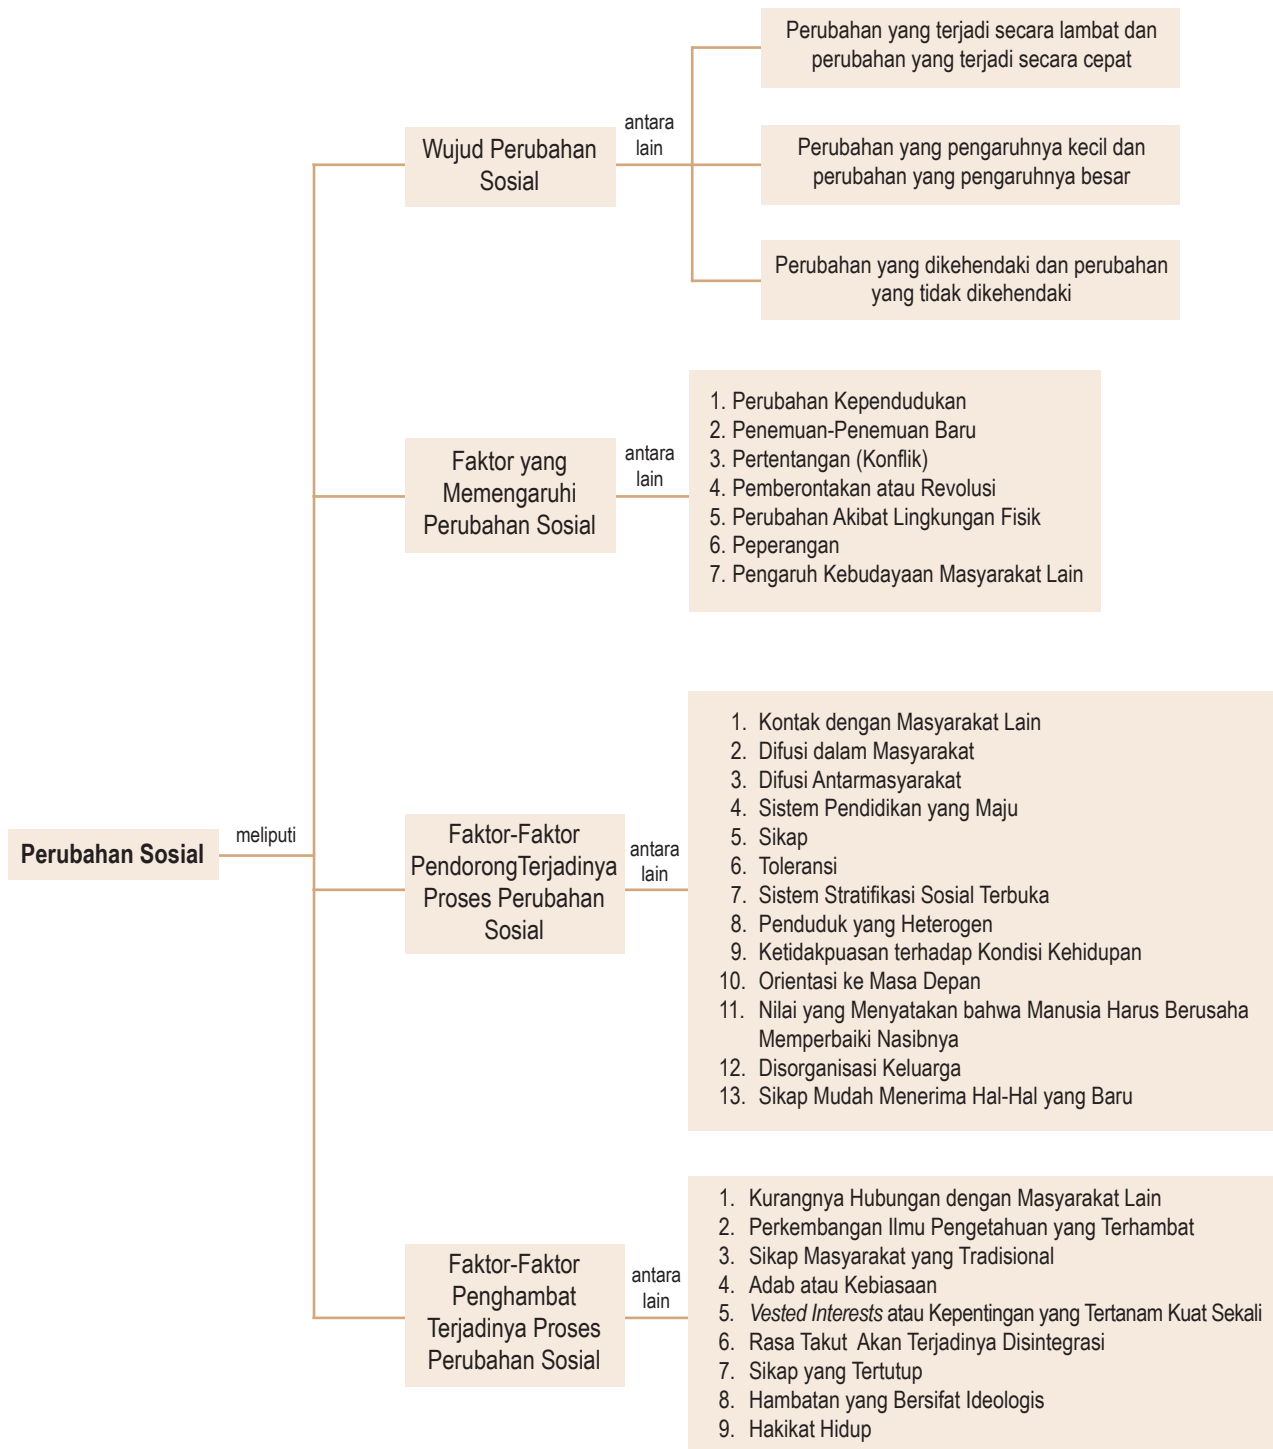 Perubahan Sosial
meliputi
Wujud Perubahan
Sosial
antara
lain
Perubahan yang terjadi secara lambat dan
perubahan yang terjadi secara cepat
Perubahan yang pengaruhnya kecil dan
perubahan yang pengaruhnya besar
Perubahan yang dikehendaki dan perubahan
yang tidak dikehendaki
Faktor yang
Memengaruhi
Perubahan Sosial
antara
lain
1. Perubahan Kependudukan
2. Penemuan-Penemuan Baru
3. Pertentangan (Konflik)
4. Pemberontakan atau Revolusi
5. Perubahan Akibat Lingkungan Fisik
6. Peperangan
7. Pengaruh Kebudayaan Masyarakat Lain
Faktor-Faktor
PendorongTerjadinya
Proses Perubahan
Sosial
antara
lain
1. Kontak dengan Masyarakat Lain
2. Difusi dalam Masyarakat
3. Difusi Antarmasyarakat
4. Sistem Pendidikan yang Maju
5. Sikap
6. Toleransi
7. Sistem Stratifikasi Sosial Terbuka
8. Penduduk yang Heterogen
9. Ketidakpuasan terhadap Kondisi Kehidupan
10. Orientasi ke Masa Depan
11. Nilai yang Menyatakan bahwa Manusia Harus Berusaha
Memperbaiki Nasibnya
12. Disorganisasi Keluarga
13. Sikap Mudah Menerima Hal-Hal yang Baru
Faktor-Faktor
Penghambat
Terjadinya Proses
Perubahan Sosial
antara
lain
1. Kurangnya Hubungan dengan Masyarakat Lain
2. Perkembangan Ilmu Pengetahuan yang Terhambat
3. Sikap Masyarakat yang Tradisional
4. Adab atau Kebiasaan
5. Vested Interests atau Kepentingan yang Tertanam Kuat Sekali
6. Rasa Takut Akan Terjadinya Disintegrasi
7. Sikap yang Tertutup
8. Hambatan yang Bersifat Ideologis
9. Hakikat Hidup